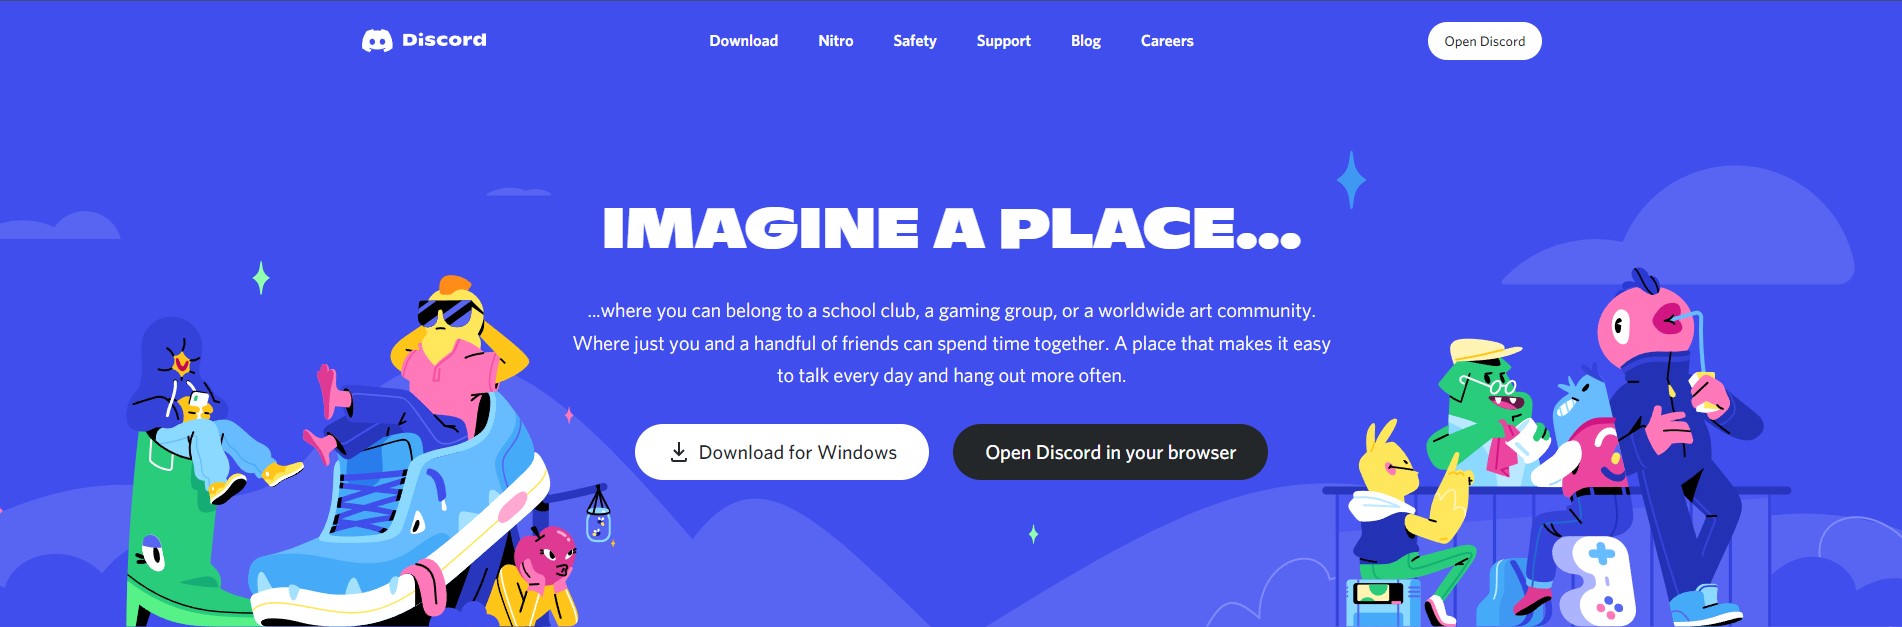 Discord
Download
Nitro
Safety
Support
Blog
Careers
Open Discord
IMAGINE A PLACE...
...where you can belong to a school club, a gaming group, or a worldwide art community.
Where just you and a handful of friends can spend time together. A place that makes it easy
to talk every day and hang out more often.
Download for Windows
Open Discord in your browser